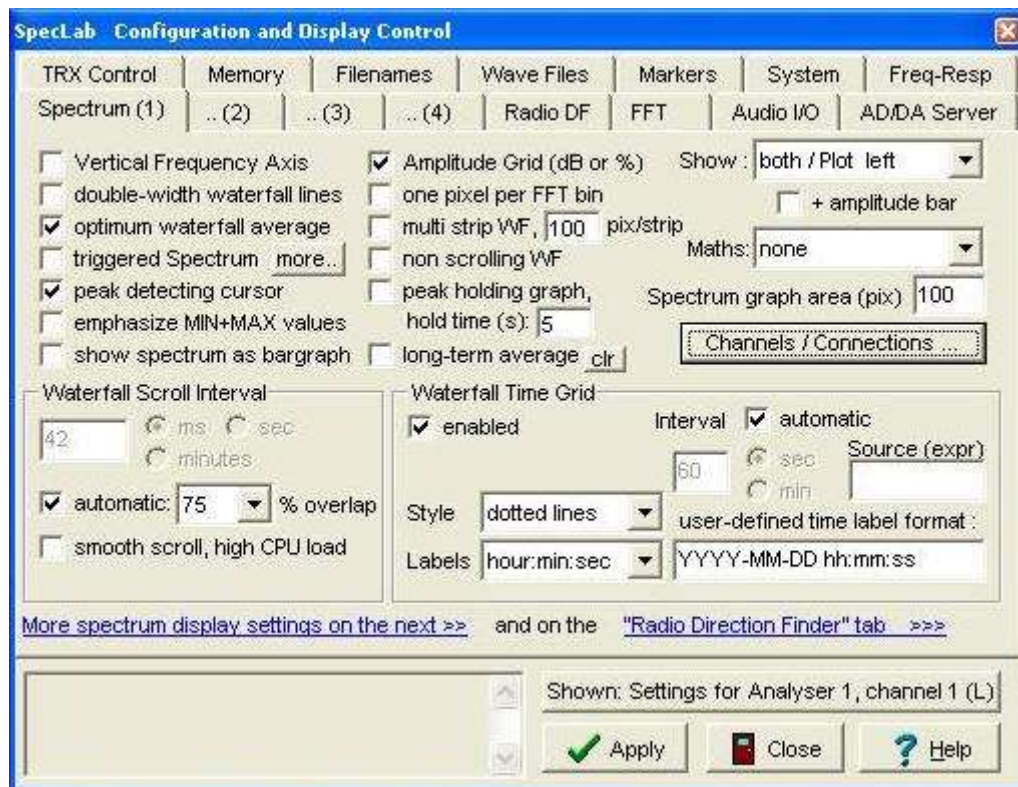 SpecLab Configuration and Display Control
TRX Control Memory Filenames Wave Files Markers System Freq-Resp
Spectrum (1) .. (2) .. (3) ... (4) Radio DF FFT Audio I/O AD/DA Server
Vertical Frequency Axis
double-width waterfall lines
optimum waterfall average
triggered Spectrum more..
peak detecting cursor
emphasize MIN+MAX values
show spectrum as bargraph
Amplitude Grid (dB or %)
one pixel per FFT bin
multi strip WF, 100 pix/strip
non scrolling WF
peak holding graph,
hold time (s): 5
long-term average clr
Show : both / Plot left
+ amplitude bar
Maths: none
Spectrum graph area (pix) 100
Channels / Connections ...
Waterfall Scroll Interval
42 ms sec
minutes
automatic: 75 % overlap
smooth scroll, high CPU load
Waterfall Time Grid
enabled
Interval automatic
60 sec
min
Source (expr)
Style dotted lines
user-defined time label format :
Labels hour:min:sec YYYY-MM-DD hh:mm:ss
More spectrum display settings on the next >> and on the "Radio Direction Finder" tab >>>
Shown: Settings for Analyser 1, channel 1 (L)
Apply Close ? Help